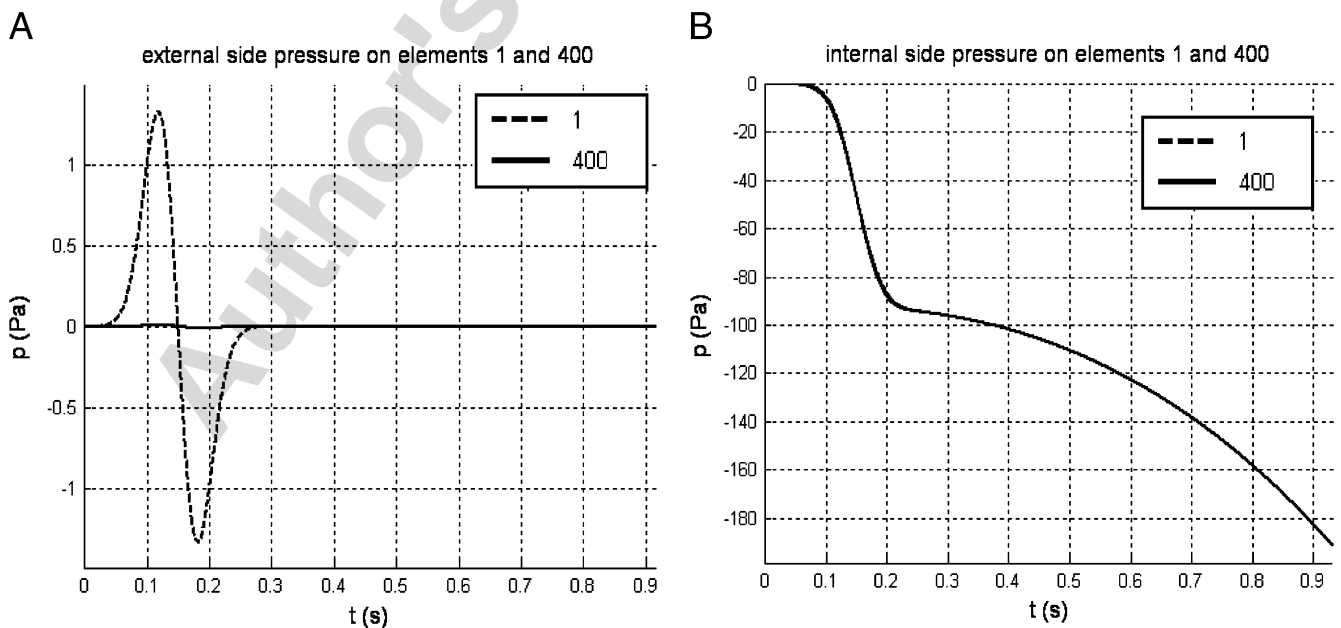 A
external side pressure on elements 1 and 400
1
400
1
0.5
0
-0.5
-1
p (Pa)
0 0.1 0.2 0.3 0.4 0.5 0.6 0.7 0.8 0.9
t (s)
Author's
B
internal side pressure on elements 1 and 400
1
400
0
-20
-40
-60
-80
-100
-120
-140
-160
-180
p (Pa)
0 0.1 0.2 0.3 0.4 0.5 0.6 0.7 0.8 0.9
t (s)